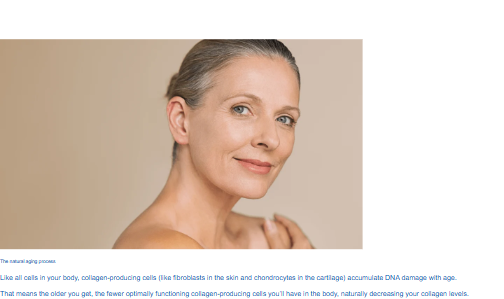 The natural aging process
Like all cells in your body, collagen-producing cells (like fibroblasts in the skin and chondrocytes in the cartilage) accumulate DNA damage with age.
That means the older you get, the fewer optimally functioning collagen-producing cells you'll have in the body, naturally decreasing your collagen levels.